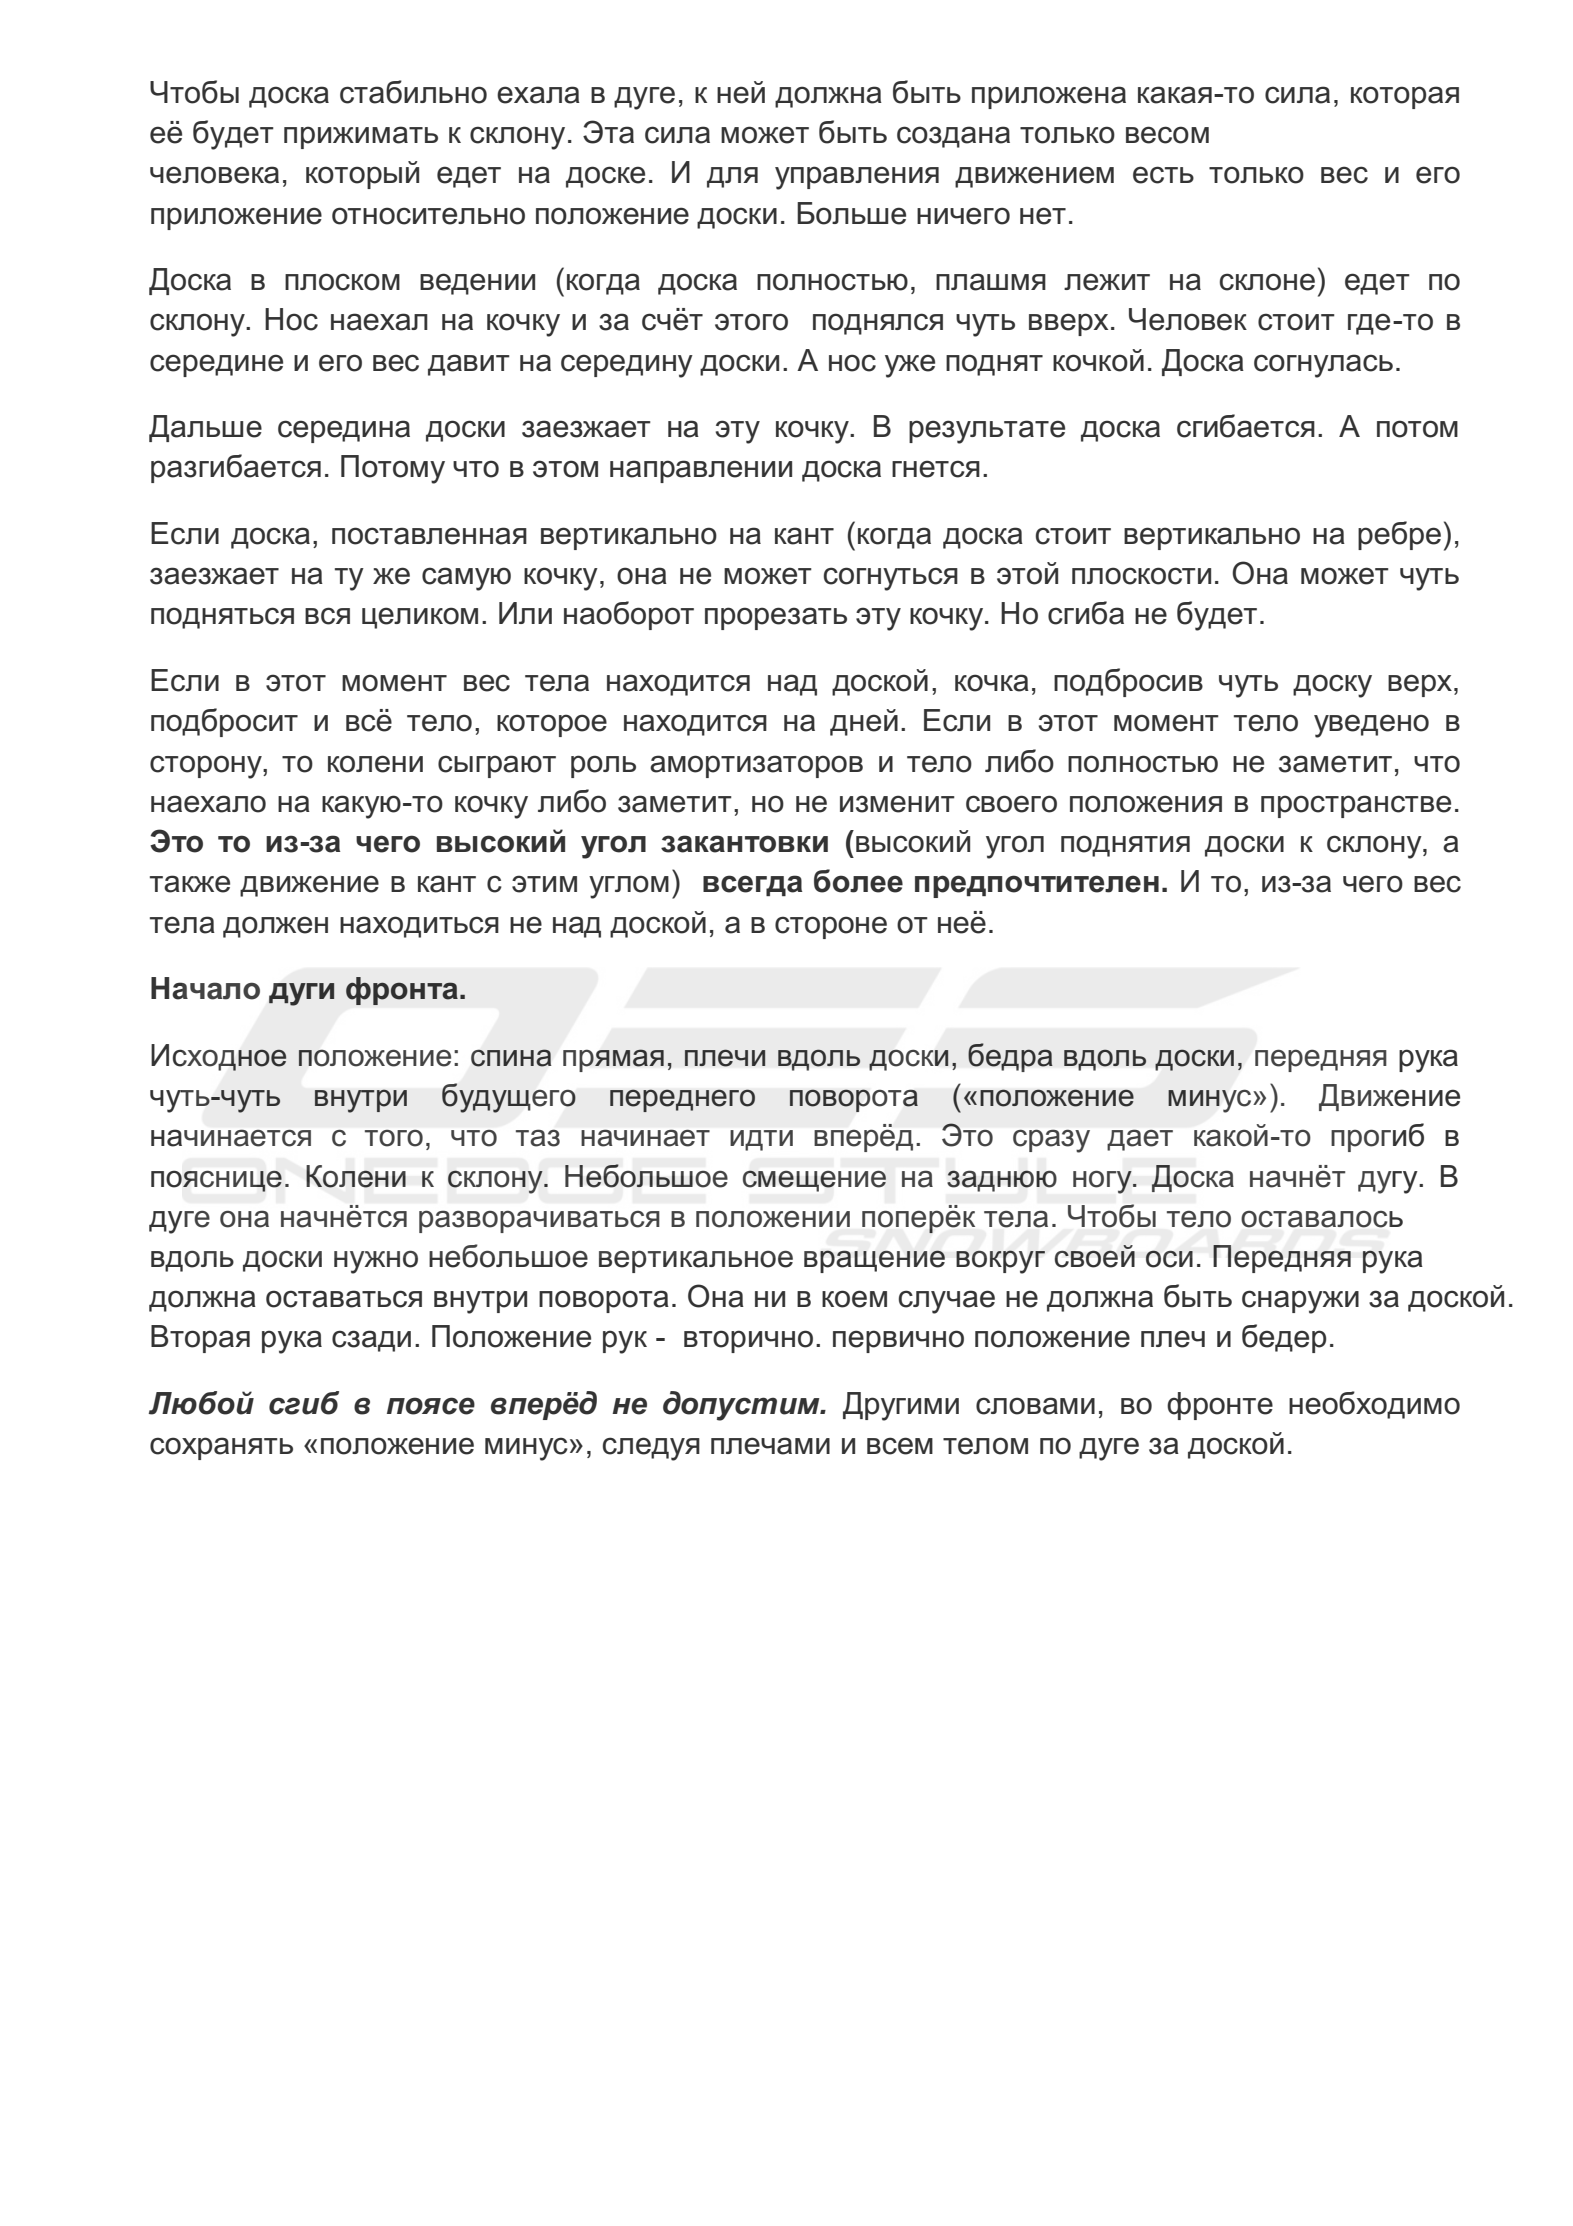 Чтобы доска стабильно ехала в дуге, к ней должна быть приложена какая-то сила, которая
её будет прижимать к склону. Эта сила может быть создана только весом
человека, который едет на доске. И для управления движением есть только вес и его
приложение относительно положение доски. Больше ничего нет.
Доска в плоском ведении (когда доска полностью, плашмя лежит на склоне) едет по
склону. Нос наехал на кочку и за счёт этого  поднялся чуть вверх. Человек стоит где-то в
середине и его вес давит на середину доски. А нос уже поднят кочкой. Доска согнулась.
Дальше середина доски заезжает на эту кочку. В результате доска сгибается. А потом
разгибается. Потому что в этом направлении доска гнется.
Если доска, поставленная вертикально на кант (когда доска стоит вертикально на ребре),
заезжает на ту же самую кочку, она не может согнуться в этой плоскости. Она может чуть
подняться вся целиком. Или наоборот прорезать эту кочку. Но сгиба не будет.
Если в этот момент вес тела находится над доской, кочка, подбросив чуть доску верх,
подбросит и всё тело, которое находится на дней. Если в этот момент тело уведено в
сторону, то колени сыграют роль амортизаторов и тело либо полностью не заметит, что
наехало на какую-то кочку либо заметит, но не изменит своего положения в пространстве.
Это то из-за чего высокий угол закантовки (высокий угол поднятия доски к склону, а
также движение в кант с этим углом)  всегда более предпочтителен. И то, из-за чего вес
тела должен находиться не над доской, а в стороне от неё.
Начало дуги фронта.
Исходное положение: спина прямая, плечи вдоль доски, бедра вдоль доски, передняя рука
чуть-чуть внутри будущего переднего поворота («положение минус»). Движение
начинается с того, что таз начинает идти вперёд. Это сразу дает какой-то прогиб в
пояснице. Колени к склону. Небольшое смещение на заднюю ногу. Доска начнёт дугу. В
дуге она начнётся разворачиваться в положении поперёк тела. Чтобы тело оставалось
вдоль доски нужно небольшое вертикальное вращение вокруг своей оси. Передняя рука
должна оставаться внутри поворота. Она ни в коем случае не должна быть снаружи за доской.
Вторая рука сзади. Положение рук -  вторично. первично положение плеч и бедер.
Любой сгиб в поясе вперёд не допустим. Другими словами, во фронте необходимо
сохранять «положение минус», следуя плечами и всем телом по дуге за доской.
OES
ONEDGE STYLE
SNOWBOARDS